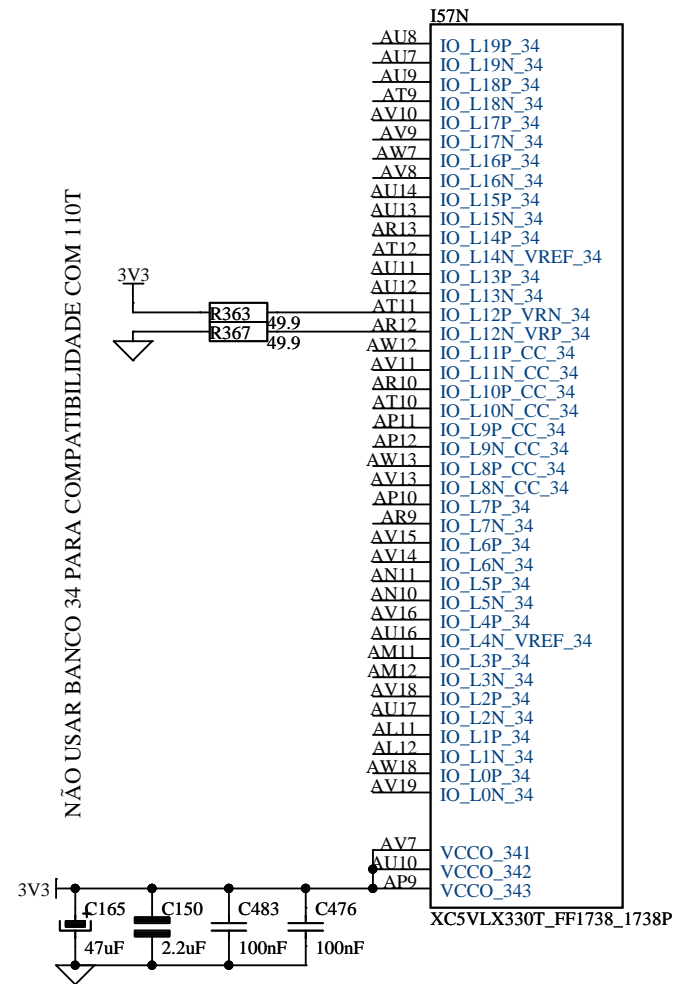 I57N
AU8 IO_L19P_34
AU7 IO_L19N_34
AU9 IO_L18P_34
AT9 IO_L18N_34
AV10 IO_L17P_34
AV9 IO_L17N_34
AW7 IO_L16P_34
AV8 IO_L16N_34
AU14 IO_L15P_34
AU13 IO_L15N_34
AR13 IO_L14P_34
AT12 IO_L14N_VREF_34
AU11 IO_L13P_34
AU12 IO_L13N_34
3V3
R363 49.9 AT11 IO_L12P_VRN_34
R367 49.9 AR12 IO_L12N_VRP_34
AW12 IO_L11P_CC_34
AV11 IO_L11N_CC_34
AR10 IO_L10P_CC_34
AT10 IO_L10N_CC_34
AP11 IO_L9P_CC_34
AP12 IO_L9N_CC_34
AW13 IO_L8P_CC_34
AV13 IO_L8N_CC_34
AP10 IO_L7P_34
AR9 IO_L7N_34
AV15 IO_L6P_34
AV14 IO_L6N_34
AN11 IO_L5P_34
AN10 IO_L5N_34
AV16 IO_L4P_34
AU16 IO_L4N_VREF_34
AM11 IO_L3P_34
AM12 IO_L3N_34
AV18 IO_L2P_34
AU17 IO_L2N_34
AL11 IO_L1P_34
AL12 IO_L1N_34
AW18 IO_L0P_34
AV19 IO_L0N_34
NÃO USAR BANCO 34 PARA COMPATIBILIDADE COM 110T
AV7 VCCO_341
AU10 VCCO_342
AP9 VCCO_343
3V3
C165 C150 C483 C476
47uF 2.2uF 100nF 100nF
XC5VLX330T_FF1738_1738P